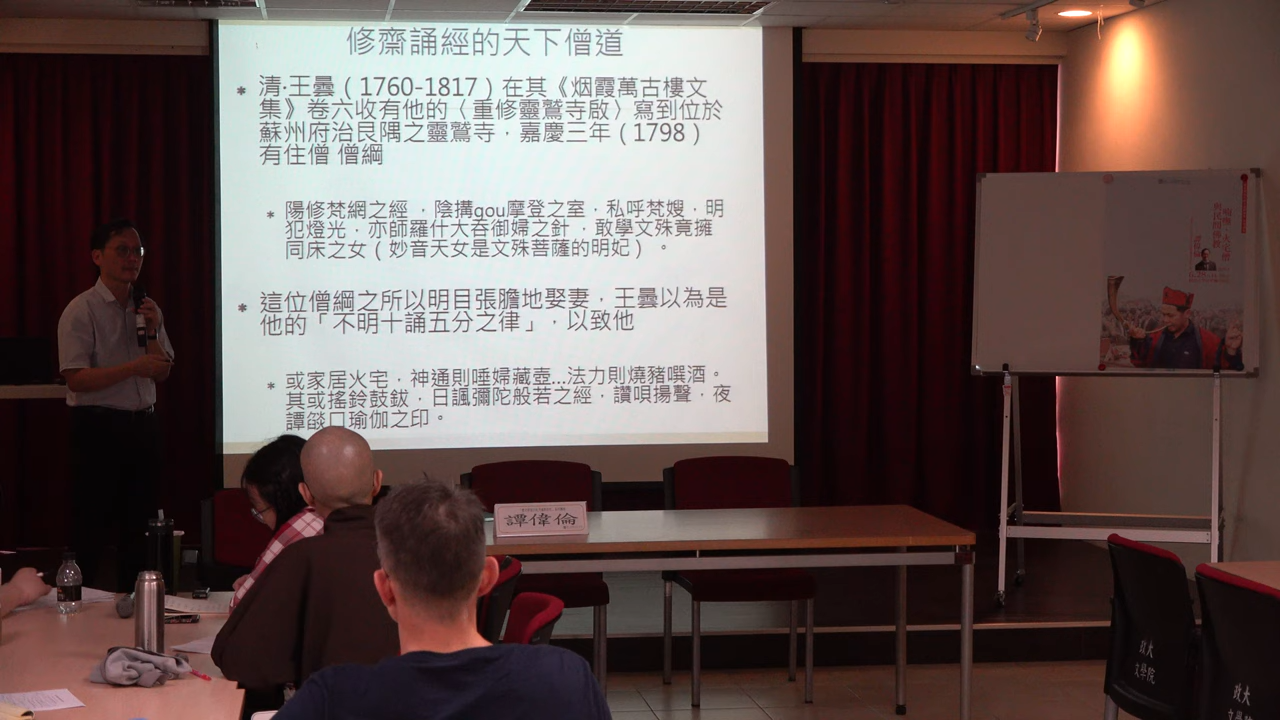 修齋誦經的天下僧道
* 清·王曇（1760-1817）在其《烟霞萬古樓文
集》卷六收有他的〈重修靈鷲寺啟〉寫到位於
蘇州府治艮隅之靈鷲寺，嘉慶三年（1798）
有住僧 僧綱
* 陽修梵網之經 ，陰搆gou摩登之室，私呼梵嫂，明
犯燈光，亦師羅什大吞御婦之針，敢學文殊竟擁
同床之女（妙音天女是文殊菩薩的明妃）。
* 這位僧綱之所以明目張膽地娶妻，王曇以為是
他的「不明十誦五分之律」，以致他
* 或家居火宅，神通則唾婦藏壺...法力則燒豬噀酒。
其或搖鈴鼓鈸，日諷彌陀般若之經，讚唄揚聲，夜
譚燄口瑜伽之印。
譚偉倫
政大
文學院
政大